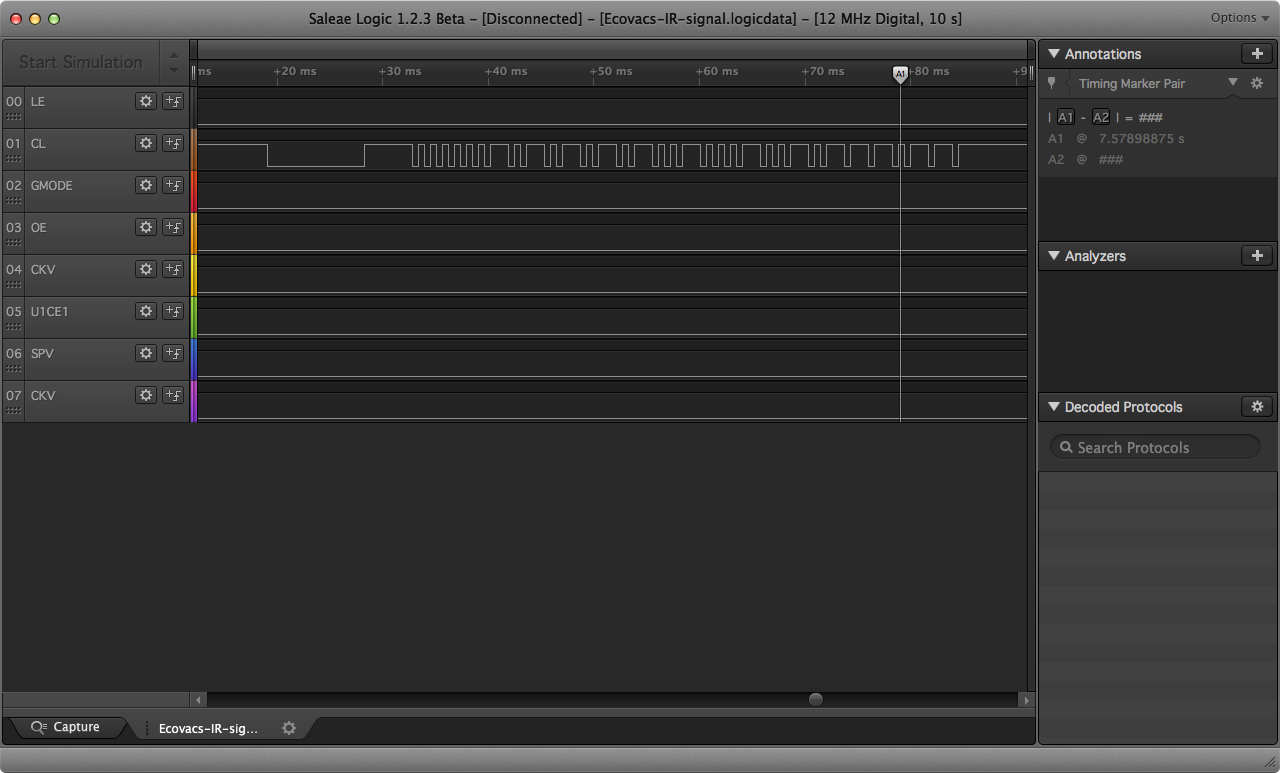 Saleae Logic 1.2.3 Beta – [Disconnected] – [Ecovacs-IR-signal.logicdata] – [12 MHz Digital, 10 s]
Options
Start Simulation
ms +20 ms +30 ms +40 ms +50 ms +60 ms +70 ms A1 +80 ms +9
00 LE
01 CL
02 GMODE
03 OE
04 CKV
05 U1CE1
06 SPV
07 CKV
Annotations
Timing Marker Pair
| A1 - A2 | = ###
A1 @ 7.57898875 s
A2 @ ###
Analyzers
Decoded Protocols
Search Protocols
Capture
Ecovacs-IR-sig...